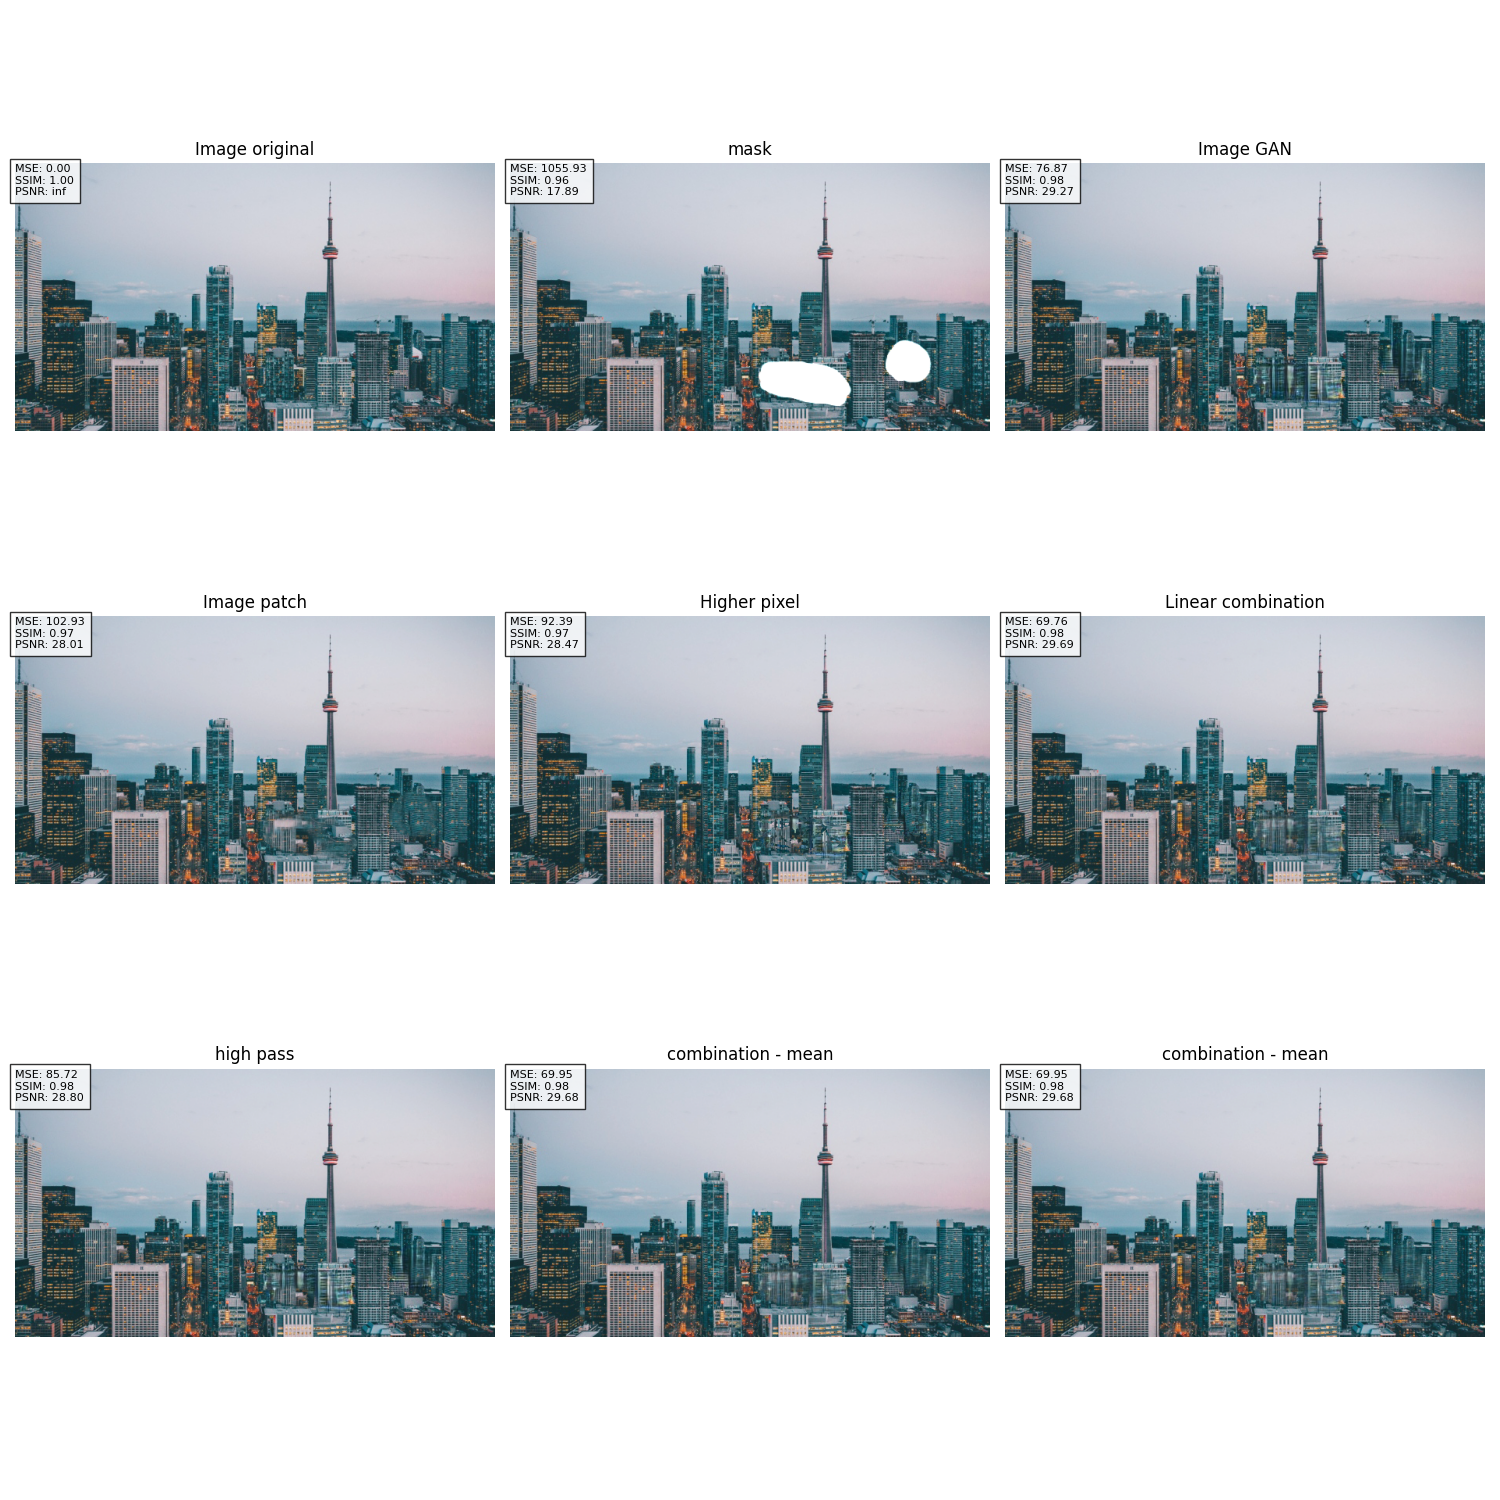 Image original
MSE: 0.00
SSIM: 1.00
PSNR: inf
mask
MSE: 1055.93
SSIM: 0.96
PSNR: 17.89
Image GAN
MSE: 76.87
SSIM: 0.98
PSNR: 29.27
Image patch
MSE: 102.93
SSIM: 0.97
PSNR: 28.01
Higher pixel
MSE: 92.39
SSIM: 0.97
PSNR: 28.47
Linear combination
MSE: 69.76
SSIM: 0.98
PSNR: 29.69
high pass
MSE: 85.72
SSIM: 0.98
PSNR: 28.80
combination - mean
MSE: 69.95
SSIM: 0.98
PSNR: 29.68
combination - mean
MSE: 69.95
SSIM: 0.98
PSNR: 29.68